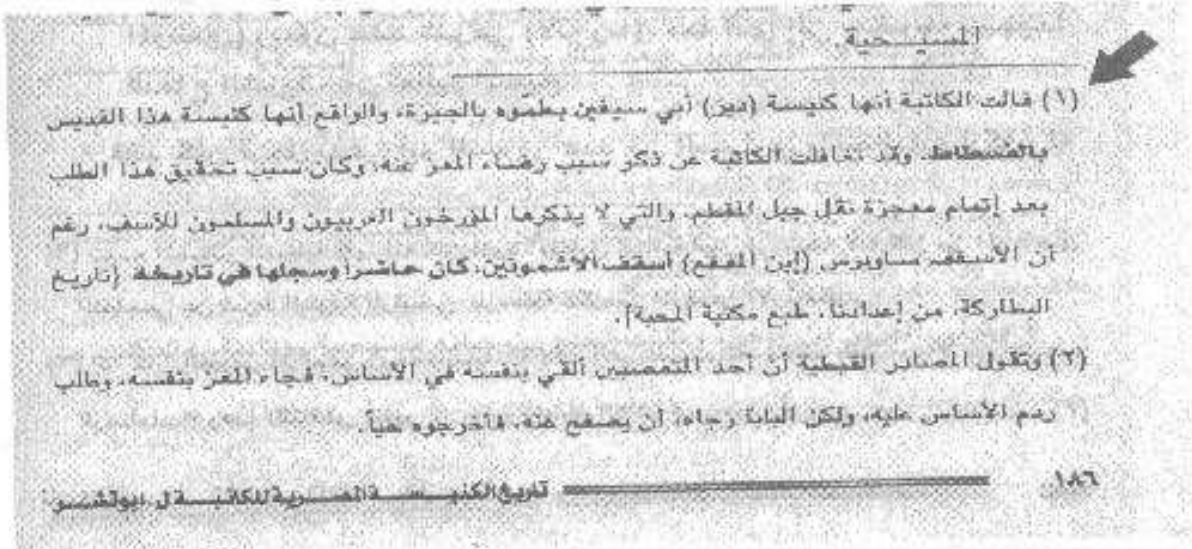 المسيحية.
(١) قالت الكاتبة أنها كنيسة (دير) أبي سيفين بطمّوه بالجيزة، والواقع أنها كنيسة هذا القديس
بالفسطاط. وقد تغافلت الكاتبة عن ذكر سبب رضاء المعز عنه، وكان سبب تحقيق هذا الطلب
بعد إتمام معجزة نقل جبل المقطم. والتي لا يذكرها المؤرخون الغربيون والمسلمون للأسف، رغم
أن الأسقف ساويرس (إبن المقفع) أسقف الأشمونين، كان حاضراً وسجلها في تاريخه (تاريخ
البطاركة، من إعدادنا، طبع مكتبة المحبة).
(٢) وتقول المصادر القبطية أن أحد المتعصبين ألقي بنفسه في الأساس، فجاء المعز بنفسه، وطلب
ردم الأساس عليه، ولكن البابا رجاه، أن يصفح عنه، فأخرجوه حياً.
١٨٦ تاريخ الكنيسة المصرية للكاتبة ل. ابوتشر